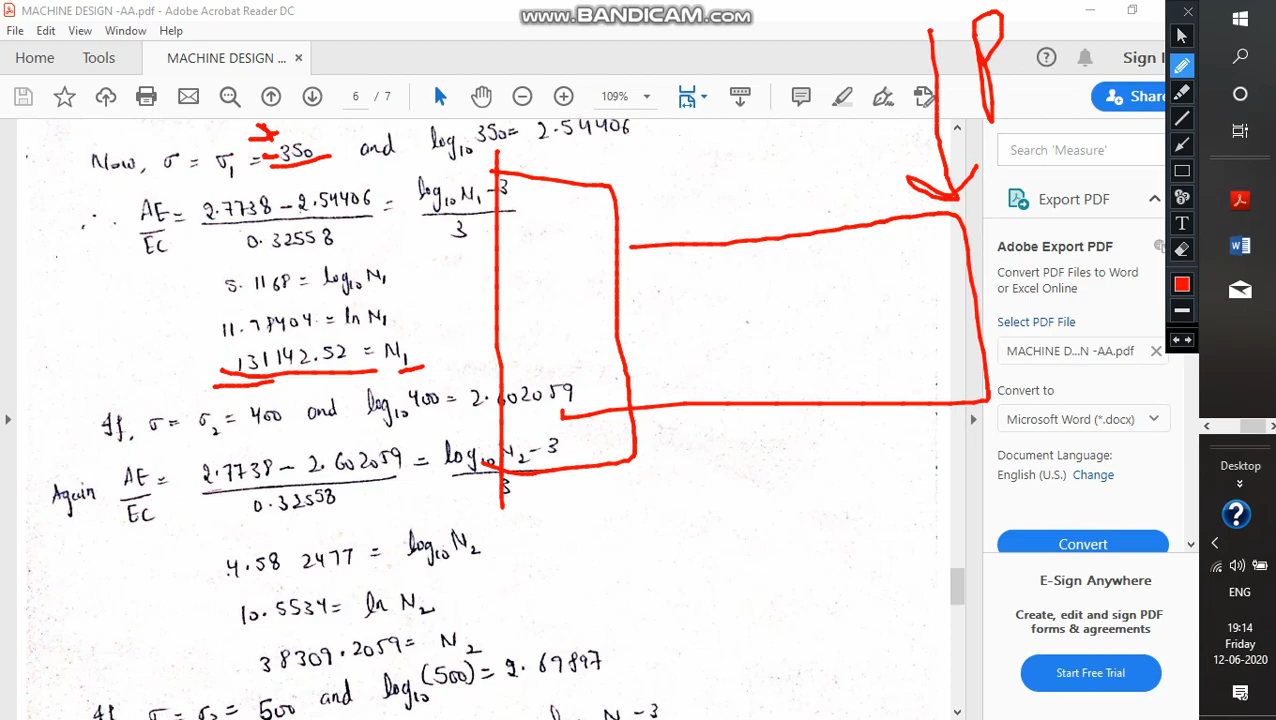 MACHINE DESIGN -AA.pdf - Adobe Acrobat Reader DC
www.BANDICAM.com
File Edit View Window Help
Home Tools MACHINE DESIGN ... × Sign I
6 / 7 109% Share
Now, σ = σ1 = 350 and log10 350 = 2.54406
∴ AE/EC = 2.7738 - 2.54406 / 0.32558 = log10 N1 - 3 / 3
5.1168 = log10 N1
11.78404 = ln N1
131142.52 = N1
If, σ = σ2 = 400 and log10 400 = 2.602059
Again AE/EC = 2.7738 - 2.602059 / 0.32558 = log10 N2 - 3 / 3
4.58 2477 = log10 N2
10.5534 = ln N2
38309.2059 = N2
If σ = σ3 = 500 and log10 (500) = 2.69897
P
Search 'Measure'
Export PDF
Adobe Export PDF
Convert PDF Files to Word
or Excel Online
Select PDF File
MACHINE D...N -AA.pdf ×
Convert to
Microsoft Word (*.docx)
Document Language:
English (U.S.) Change
Convert
E-Sign Anywhere
Create, edit and sign PDF
forms & agreements
Start Free Trial
Desktop
ENG
19:14
Friday
12-06-2020